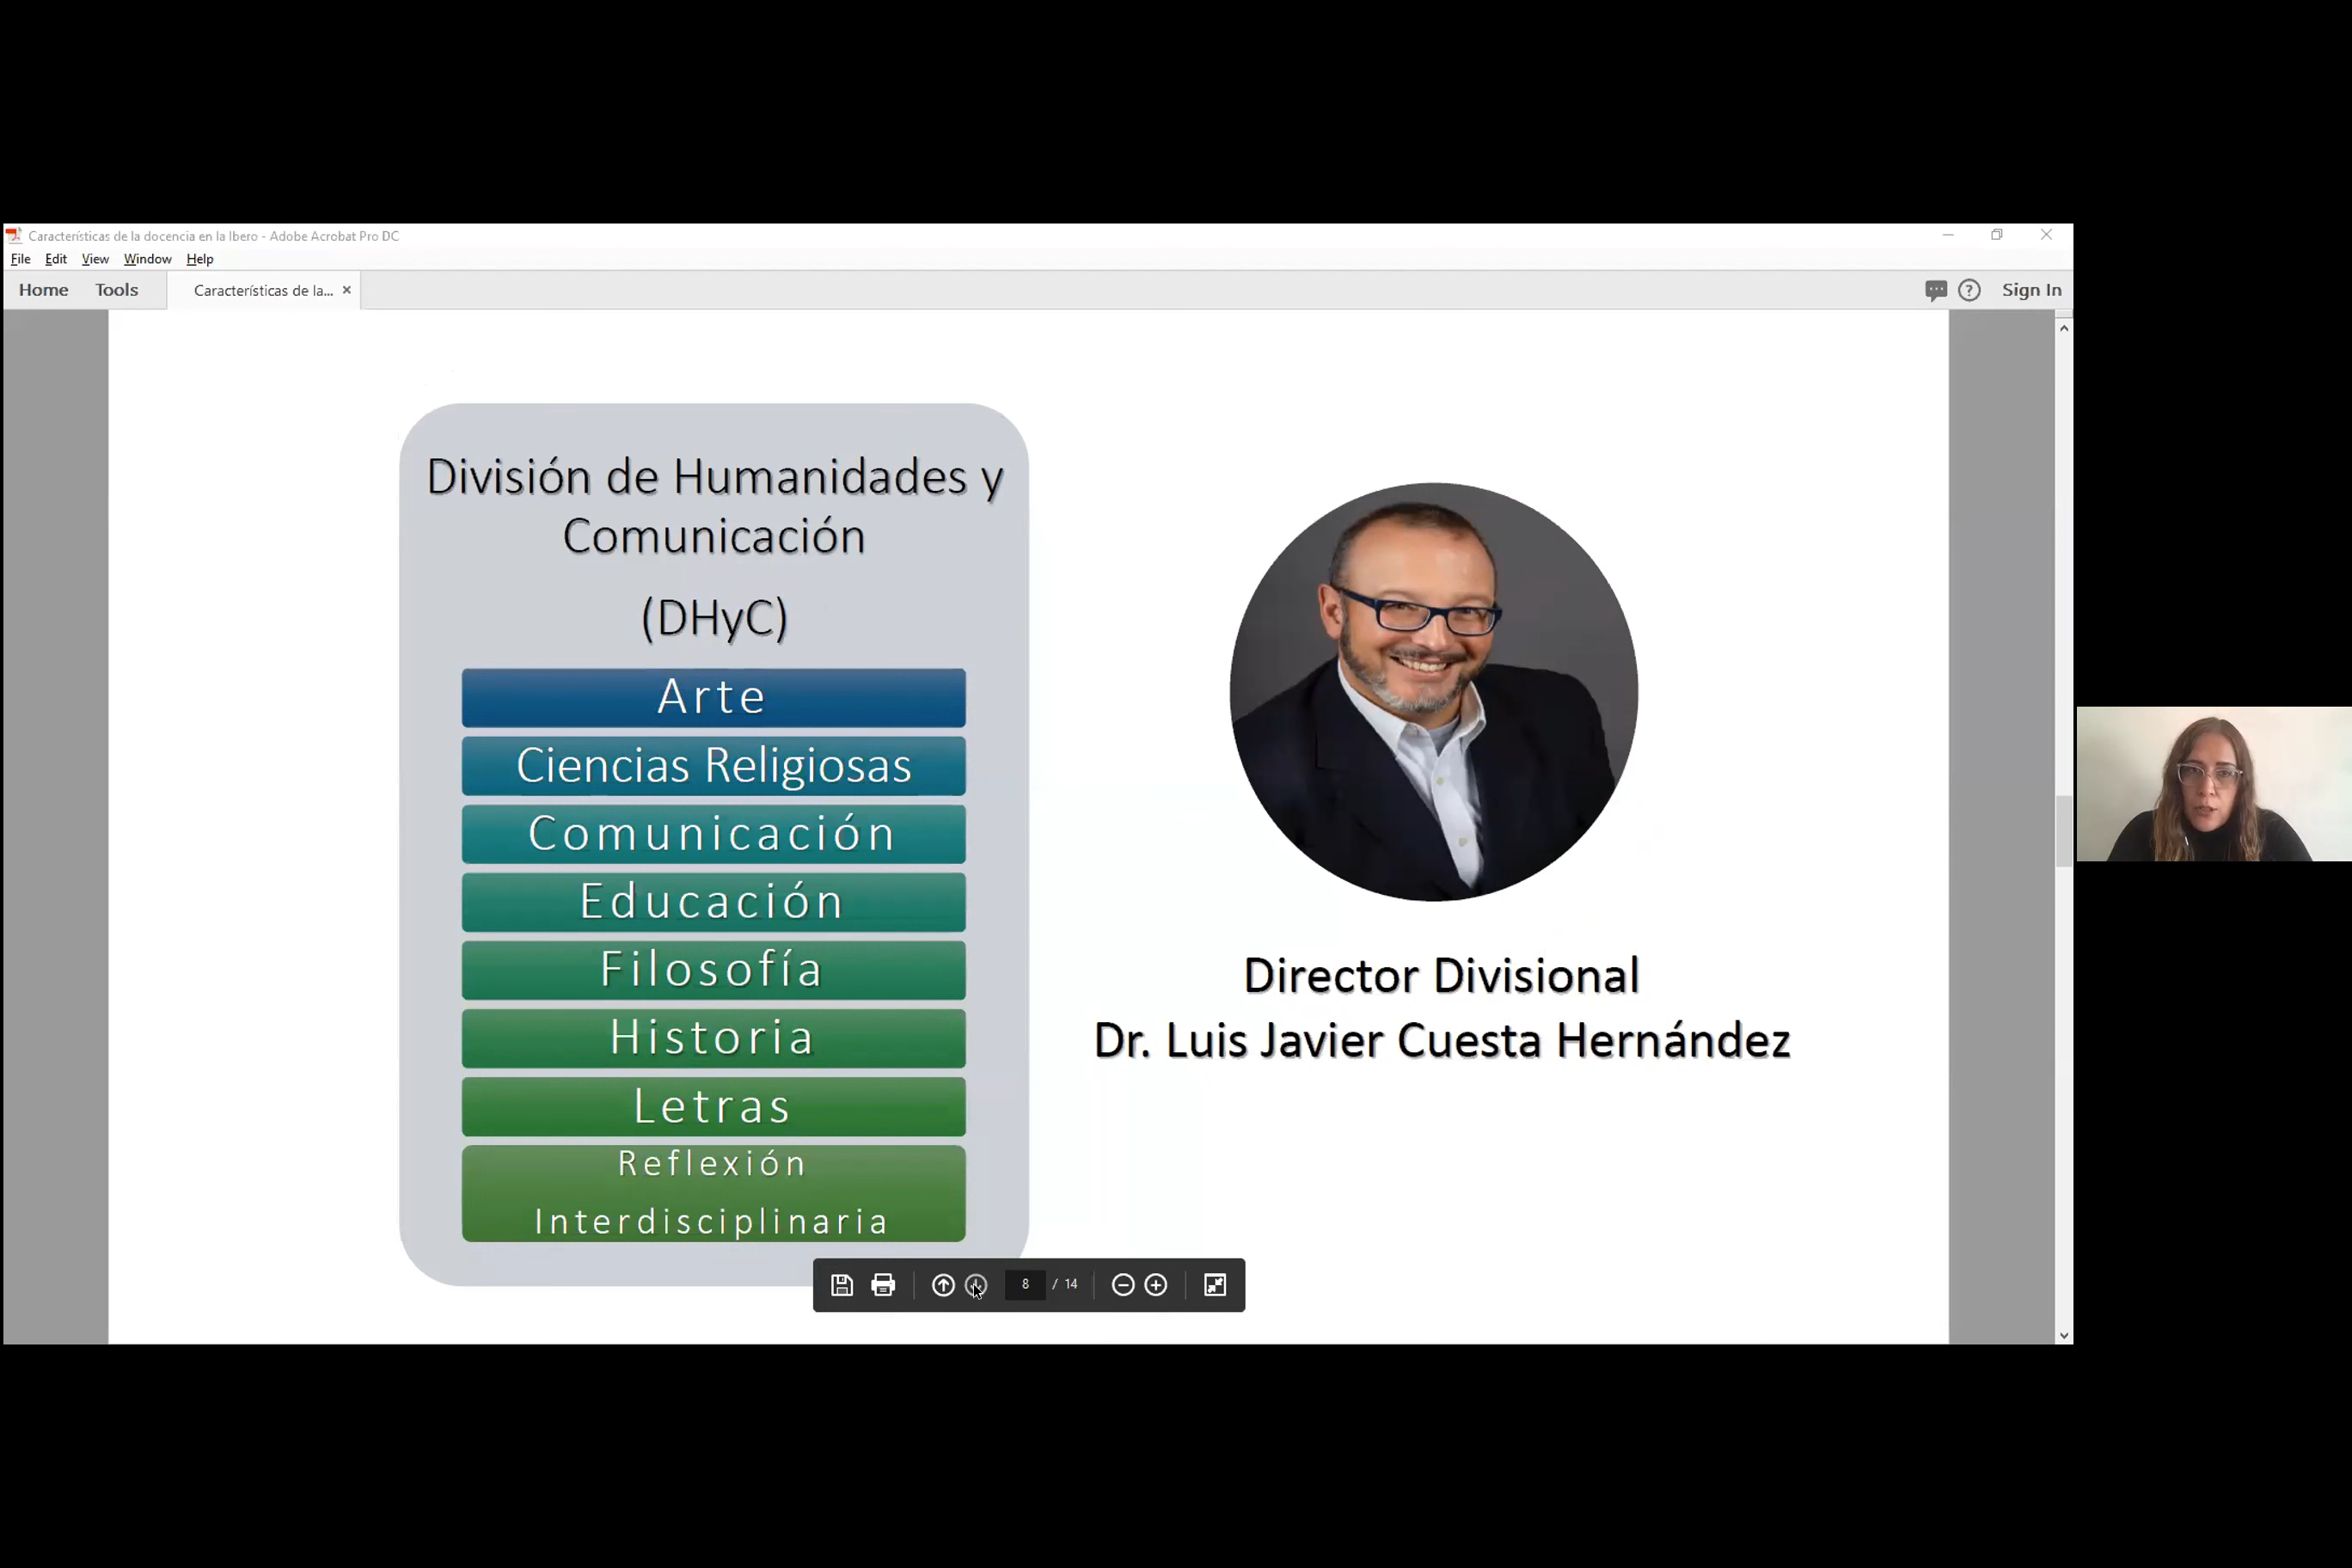 Características de la docencia en la Ibero - Adobe Acrobat Pro DC
File Edit View Window Help
Home Tools Características de la... × ? Sign In
División de Humanidades y
Comunicación
(DHyC)
Arte
Ciencias Religiosas
Comunicación
Educación
Filosofía
Historia
Letras
Reflexión
Interdisciplinaria
Director Divisional
Dr. Luis Javier Cuesta Hernández
8 / 14